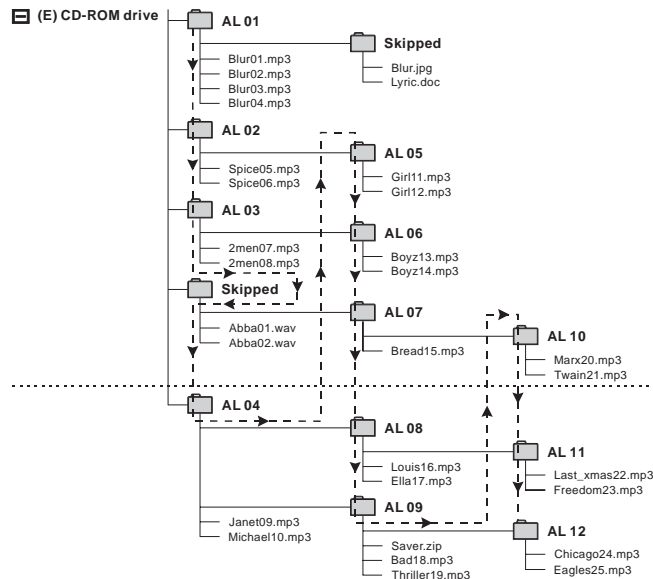 (E) CD-ROM drive
AL 01
Blur01.mp3
Blur02.mp3
Blur03.mp3
Blur04.mp3
Skipped
Blur.jpg
Lyric.doc
AL 02
Spice05.mp3
Spice06.mp3
AL 05
Girl11.mp3
Girl12.mp3
AL 03
2men07.mp3
2men08.mp3
AL 06
Boyz13.mp3
Boyz14.mp3
Skipped
Abba01.wav
Abba02.wav
AL 07
Bread15.mp3
AL 10
Marx20.mp3
Twain21.mp3
AL 04
Janet09.mp3
Michael10.mp3
AL 08
Louis16.mp3
Ella17.mp3
AL 11
Last_xmas22.mp3
Freedom23.mp3
AL 09
Saver.zip
Bad18.mp3
Thriller19.mp3
AL 12
Chicago24.mp3
Eagles25.mp3